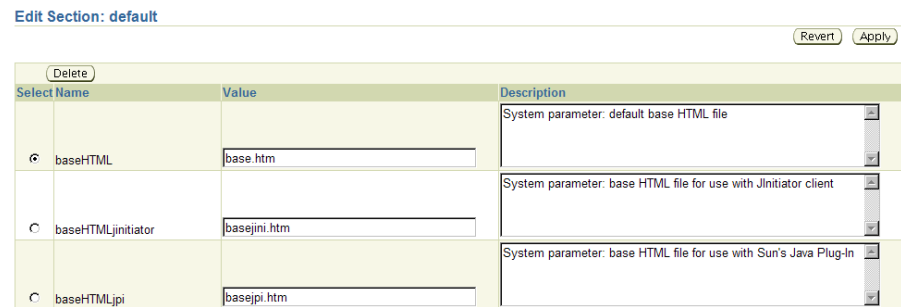 Edit Section: default
Revert Apply
Delete
Select Name Value Description
System parameter: default base HTML file
baseHTML base.htm
System parameter: base HTML file for use with JInitiator client
baseHTMLjinitiator basejini.htm
System parameter: base HTML file for use with Sun's Java Plug-In
baseHTMLjpi basejpi.htm